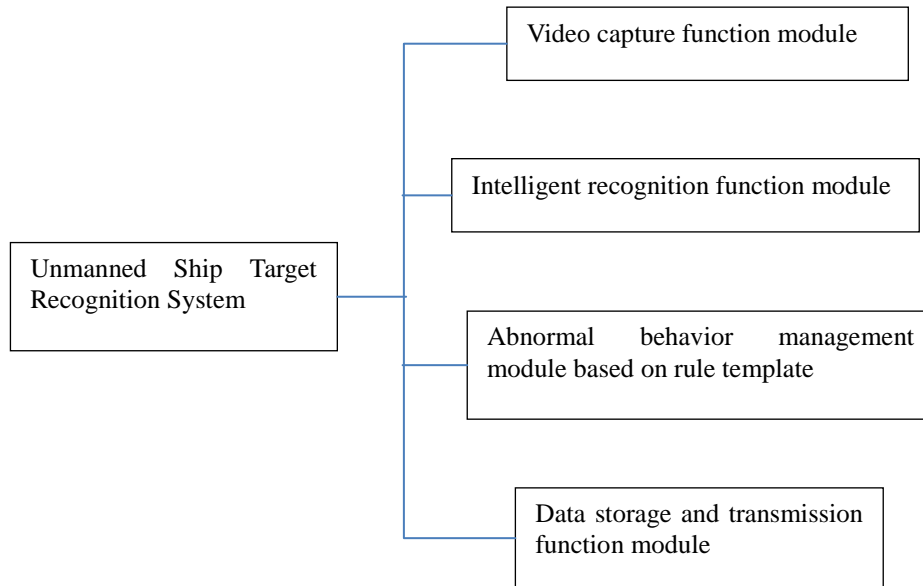 Video capture function module
Intelligent recognition function module
Unmanned Ship Target
Recognition System
Abnormal behavior management
module based on rule template
Data storage and transmission
function module